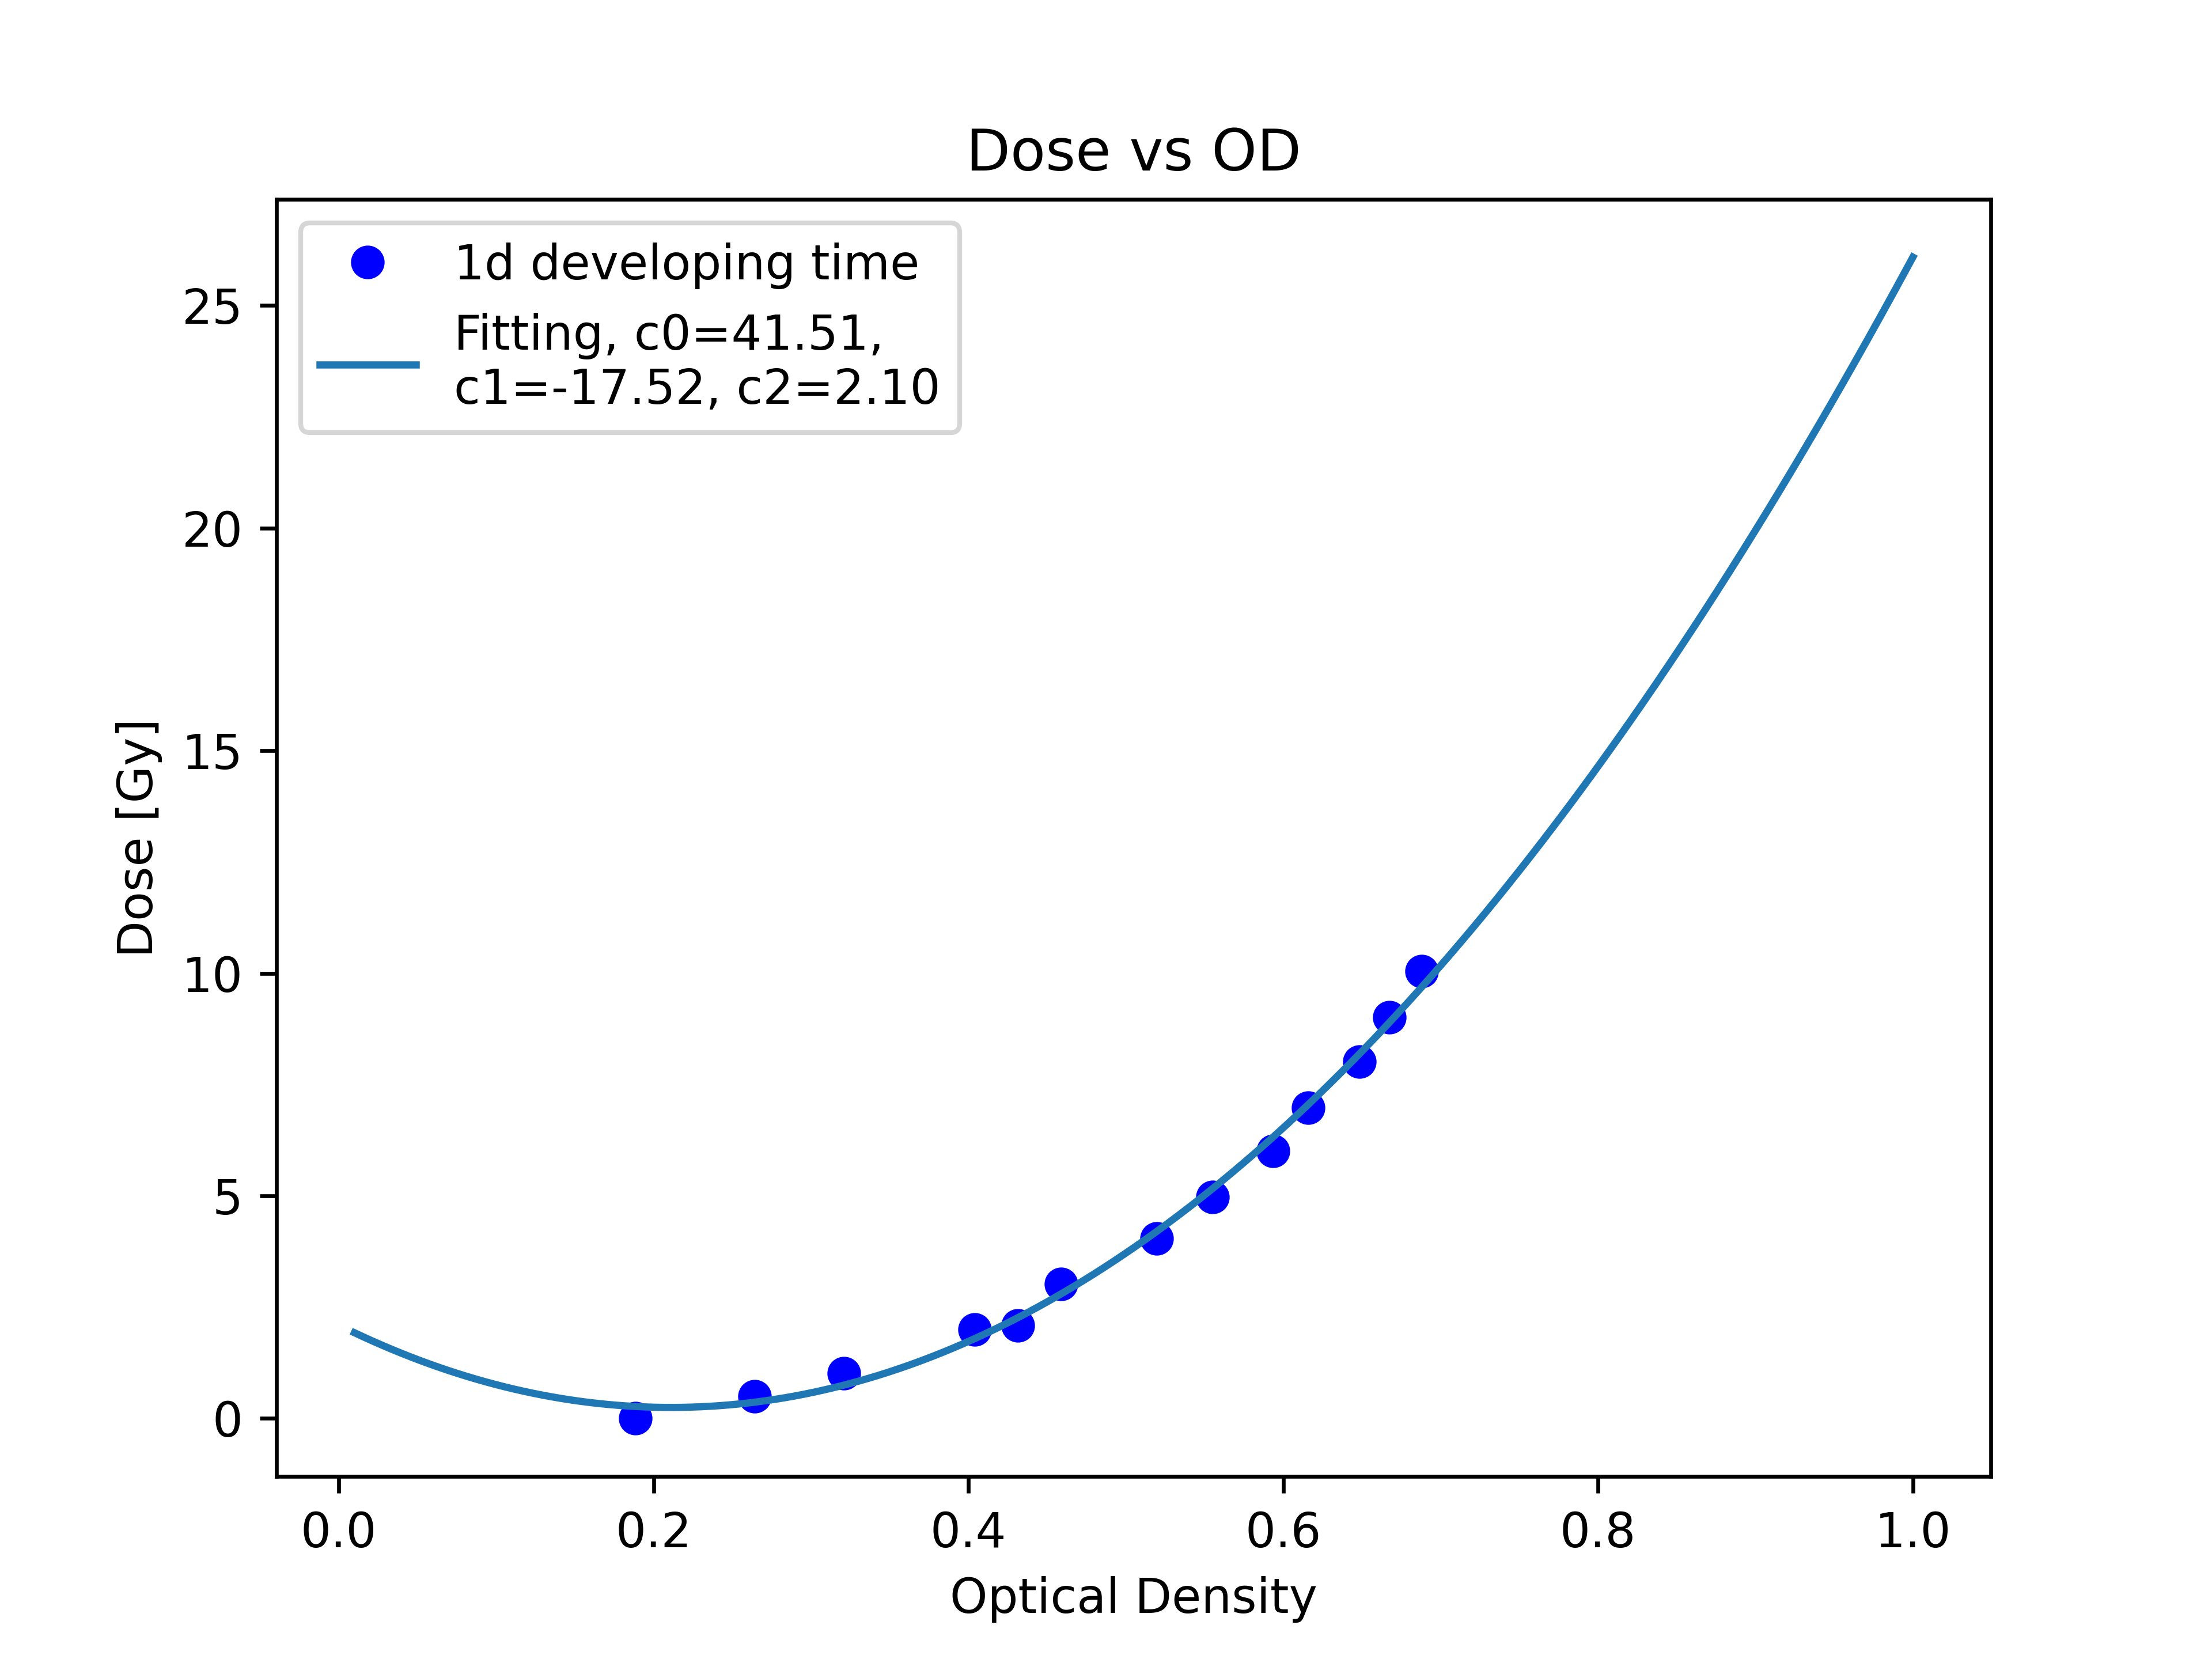 Dose vs OD
1d developing time
Fitting, c0=41.51,
c1=-17.52, c2=2.10
25
20
15
10
5
0
Dose [Gy]
0.0 0.2 0.4 0.6 0.8 1.0
Optical Density